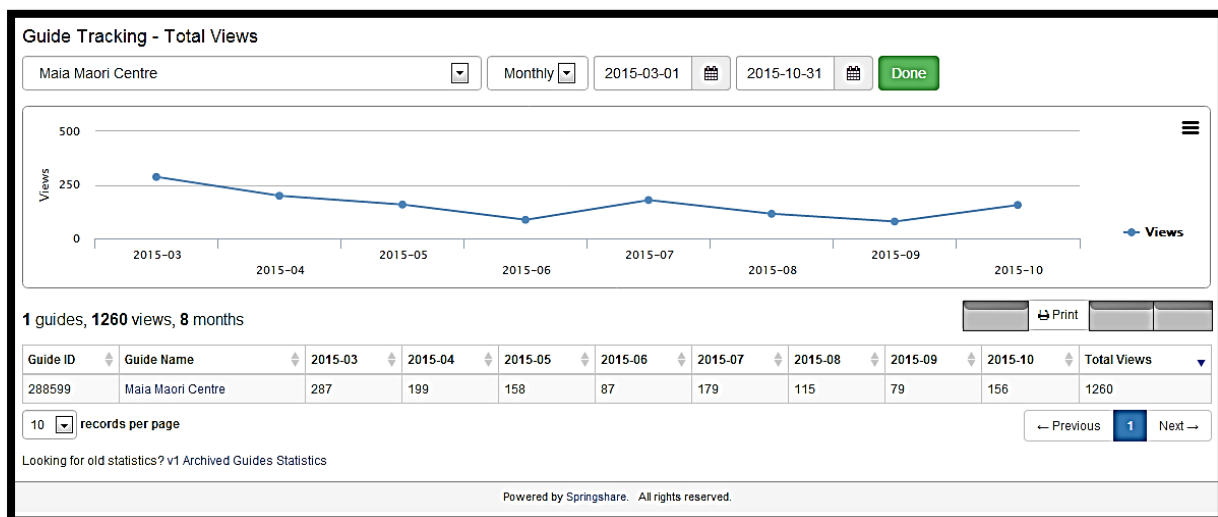 Guide Tracking - Total Views
Maia Maori Centre Monthly 2015-03-01 2015-10-31 Done
500
250
0
Views
2015-03 2015-04 2015-05 2015-06 2015-07 2015-08 2015-09 2015-10
Views
1 guides, 1260 views, 8 months
Print
Guide ID Guide Name 2015-03 2015-04 2015-05 2015-06 2015-07 2015-08 2015-09 2015-10 Total Views
288599 Maia Maori Centre 287 199 158 87 179 115 79 156 1260
10 records per page
← Previous 1 Next →
Looking for old statistics? v1 Archived Guides Statistics
Powered by Springshare. All rights reserved.